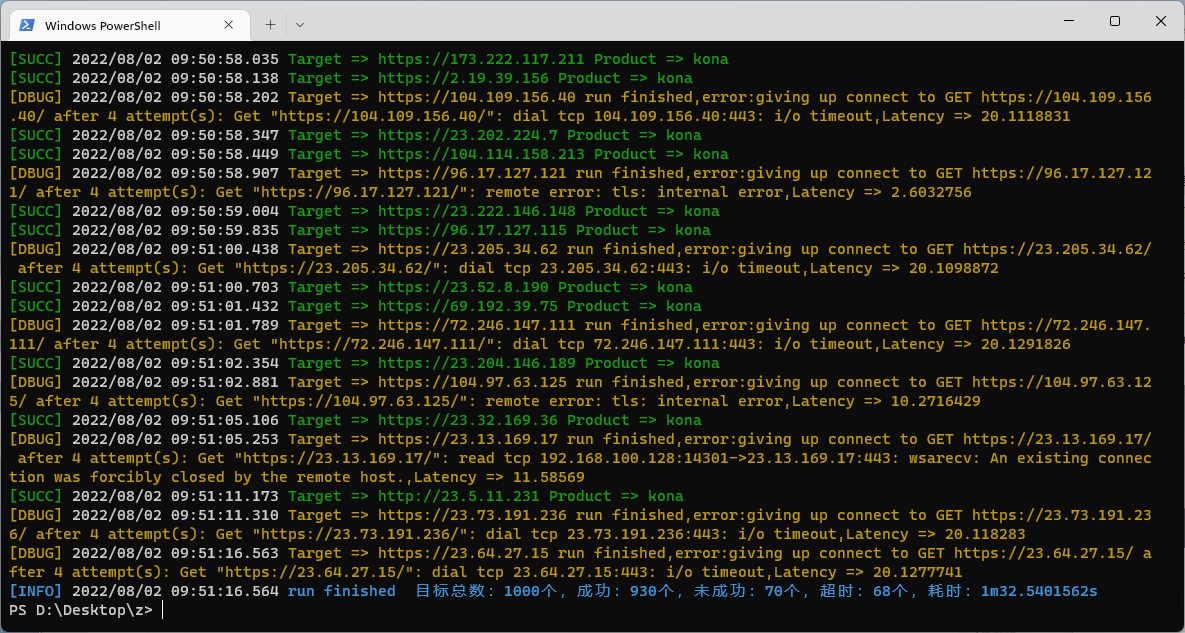 Windows PowerShell
[SUCC] 2022/08/02 09:50:58.035 Target => https://173.222.117.211 Product => kona
[SUCC] 2022/08/02 09:50:58.138 Target => https://2.19.39.156 Product => kona
[DBUG] 2022/08/02 09:50:58.202 Target => https://104.109.156.40 run finished,error:giving up connect to GET https://104.109.156
.40/ after 4 attempt(s): Get "https://104.109.156.40/": dial tcp 104.109.156.40:443: i/o timeout,Latency => 20.1118831
[SUCC] 2022/08/02 09:50:58.347 Target => https://23.202.224.7 Product => kona
[SUCC] 2022/08/02 09:50:58.449 Target => https://104.114.158.213 Product => kona
[DBUG] 2022/08/02 09:50:58.907 Target => https://96.17.127.121 run finished,error:giving up connect to GET https://96.17.127.12
1/ after 4 attempt(s): Get "https://96.17.127.121/": remote error: tls: internal error,Latency => 2.6032756
[SUCC] 2022/08/02 09:50:59.004 Target => https://23.222.146.148 Product => kona
[SUCC] 2022/08/02 09:50:59.835 Target => https://96.17.127.115 Product => kona
[DBUG] 2022/08/02 09:51:00.438 Target => https://23.205.34.62 run finished,error:giving up connect to GET https://23.205.34.62/
 after 4 attempt(s): Get "https://23.205.34.62/": dial tcp 23.205.34.62:443: i/o timeout,Latency => 20.1098872
[SUCC] 2022/08/02 09:51:00.703 Target => https://23.52.8.190 Product => kona
[SUCC] 2022/08/02 09:51:01.432 Target => https://69.192.39.75 Product => kona
[DBUG] 2022/08/02 09:51:01.789 Target => https://72.246.147.111 run finished,error:giving up connect to GET https://72.246.147.
111/ after 4 attempt(s): Get "https://72.246.147.111/": dial tcp 72.246.147.111:443: i/o timeout,Latency => 20.1291826
[SUCC] 2022/08/02 09:51:02.354 Target => https://23.204.146.189 Product => kona
[DBUG] 2022/08/02 09:51:02.881 Target => https://104.97.63.125 run finished,error:giving up connect to GET https://104.97.63.12
5/ after 4 attempt(s): Get "https://104.97.63.125/": remote error: tls: internal error,Latency => 10.2716429
[SUCC] 2022/08/02 09:51:05.106 Target => https://23.32.169.36 Product => kona
[DBUG] 2022/08/02 09:51:05.253 Target => https://23.13.169.17 run finished,error:giving up connect to GET https://23.13.169.17/
 after 4 attempt(s): Get "https://23.13.169.17/": read tcp 192.168.100.128:14301->23.13.169.17:443: wsarecv: An existing connec
tion was forcibly closed by the remote host.,Latency => 11.58569
[SUCC] 2022/08/02 09:51:11.173 Target => http://23.5.11.231 Product => kona
[DBUG] 2022/08/02 09:51:11.310 Target => https://23.73.191.236 run finished,error:giving up connect to GET https://23.73.191.23
6/ after 4 attempt(s): Get "https://23.73.191.236/": dial tcp 23.73.191.236:443: i/o timeout,Latency => 20.118283
[DBUG] 2022/08/02 09:51:16.563 Target => https://23.64.27.15 run finished,error:giving up connect to GET https://23.64.27.15/ a
fter 4 attempt(s): Get "https://23.64.27.15/": dial tcp 23.64.27.15:443: i/o timeout,Latency => 20.1277741
[INFO] 2022/08/02 09:51:16.564 run finished  目标总数: 1000个, 成功: 930个, 未成功: 70个, 超时: 68个, 耗时: 1m32.5401562s
PS D:\Desktop\z>